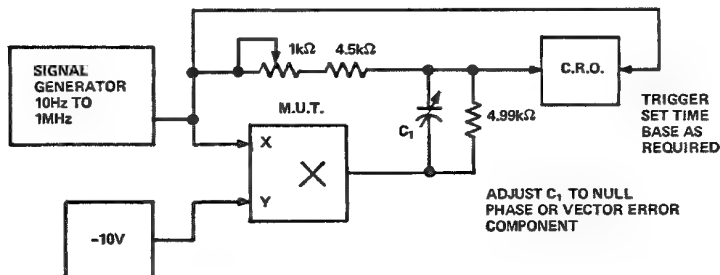 SIGNAL
GENERATOR
10Hz TO
1MHz
1kΩ
4.5kΩ
C.R.O.
TRIGGER
SET TIME
BASE AS
REQUIRED
M.U.T.
X
Y
C₁
4.99kΩ
–10V
ADJUST C₁ TO NULL
PHASE OR VECTOR ERROR
COMPONENT